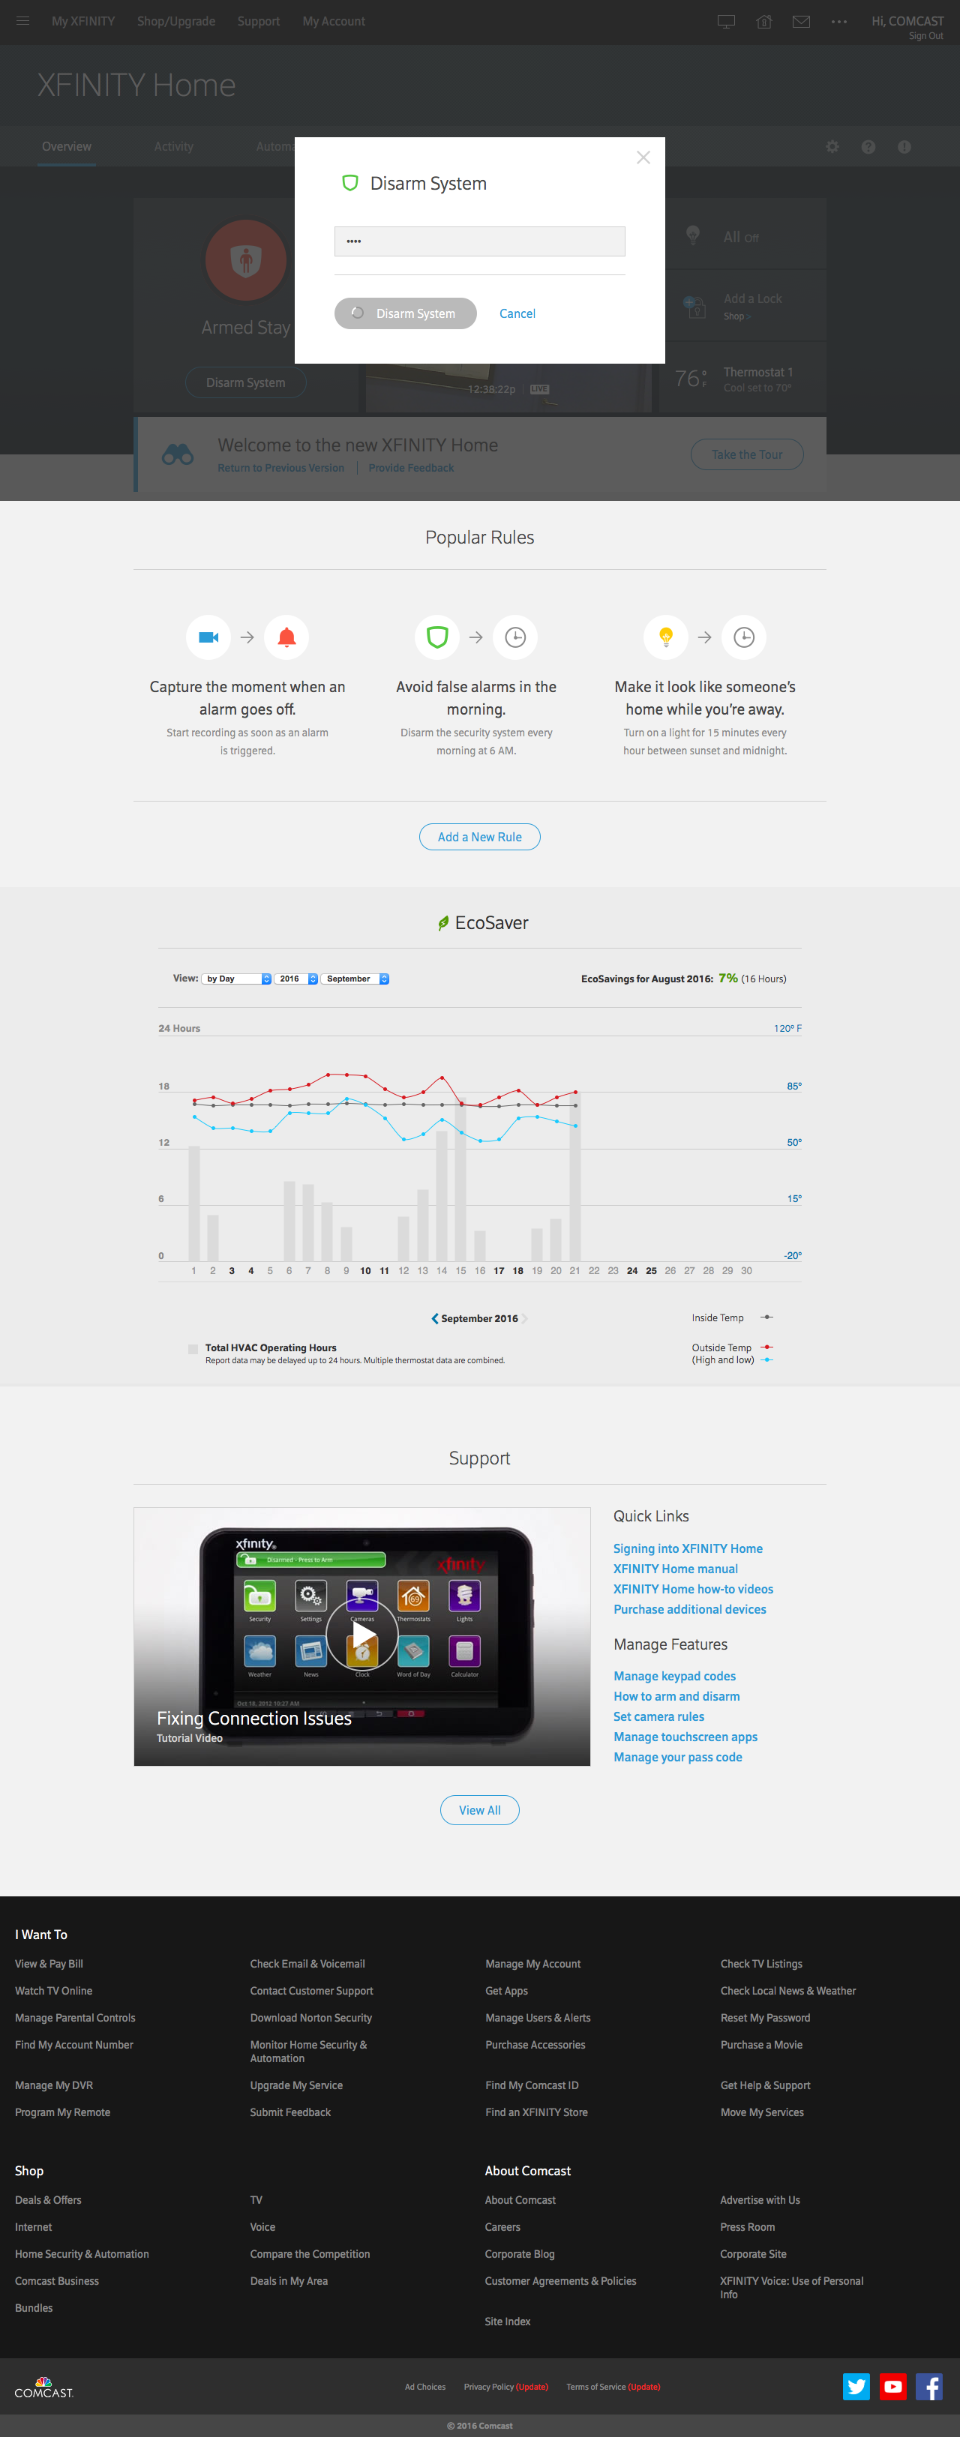 My XFINITY Shop/Upgrade Support My Account
Hi, COMCAST
Sign Out
XFINITY Home
Overview Activity Automa
Disarm System
••••
Disarm System Cancel
Armed Stay
Disarm System
12:38:22p LIVE
All Off
Add a Lock
Shop >
76°F Thermostat 1
Cool set to 70°
Welcome to the new XFINITY Home
Return to Previous Version | Provide Feedback
Take the Tour
Popular Rules
Capture the moment when an
alarm goes off.
Start recording as soon as an alarm
is triggered.
Avoid false alarms in the
morning.
Disarm the security system every
morning at 6 AM.
Make it look like someone's
home while you're away.
Turn on a light for 15 minutes every
hour between sunset and midnight.
Add a New Rule
EcoSaver
View: by Day 2016 September
EcoSavings for August 2016: 7% (16 Hours)
24 Hours 120° F
18 85°
12 50°
6 15°
0 -20°
1 2 3 4 5 6 7 8 9 10 11 12 13 14 15 16 17 18 19 20 21 22 23 24 25 26 27 28 29 30
September 2016
Inside Temp
Total HVAC Operating Hours
Report data may be delayed up to 24 hours. Multiple thermostat data are combined.
Outside Temp
(High and low)
Support
xfinity
Disarmed - Press to Arm
xfinity
Security Settings Cameras Thermostats Lights
69
Weather News Clock Word of Day Calculator
Oct 18, 2012 10:27 AM
Fixing Connection Issues
Tutorial Video
Quick Links
Signing into XFINITY Home
XFINITY Home manual
XFINITY Home how-to videos
Purchase additional devices
Manage Features
Manage keypad codes
How to arm and disarm
Set camera rules
Manage touchscreen apps
Manage your pass code
View All
I Want To
View & Pay Bill Check Email & Voicemail Manage My Account Check TV Listings
Watch TV Online Contact Customer Support Get Apps Check Local News & Weather
Manage Parental Controls Download Norton Security Manage Users & Alerts Reset My Password
Find My Account Number Monitor Home Security & Purchase Accessories Purchase a Movie
Automation
Manage My DVR Upgrade My Service Find My Comcast ID Get Help & Support
Program My Remote Submit Feedback Find an XFINITY Store Move My Services
Shop About Comcast
Deals & Offers TV About Comcast Advertise with Us
Internet Voice Careers Press Room
Home Security & Automation Compare the Competition Corporate Blog Corporate Site
Comcast Business Deals in My Area Customer Agreements & Policies XFINITY Voice: Use of Personal
Info
Bundles
Site Index
COMCAST
Ad Choices Privacy Policy (Update) Terms of Service (Update)
© 2016 Comcast